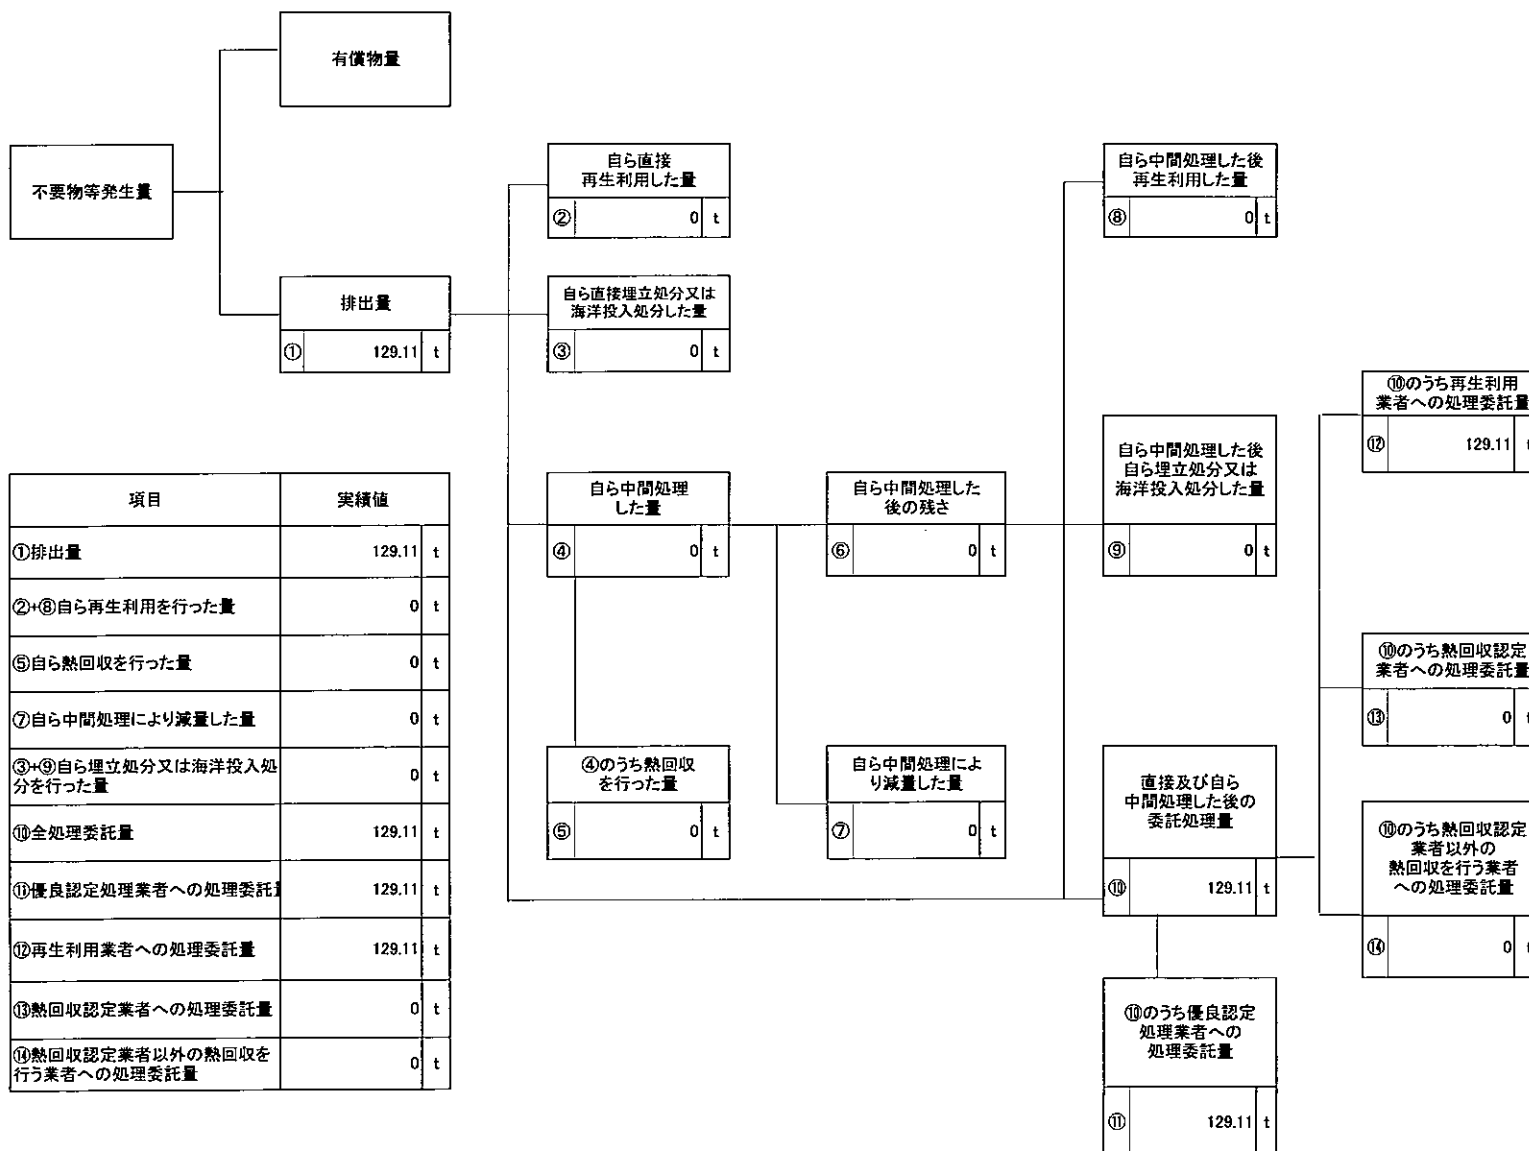 有償物量
不要物等発生量
排出量
① 129.11 t
自ら直接
再生利用した量
② 0 t
自ら直接埋立処分又は
海洋投入処分した量
③ 0 t
自ら中間処理
した量
④ 0 t
④のうち熱回収
を行った量
⑤ 0 t
自ら中間処理した
後の残さ
⑥ 0 t
自ら中間処理によ
り減量した量
⑦ 0 t
自ら中間処理した後
再生利用した量
⑧ 0 t
自ら中間処理した後
自ら埋立処分又は
海洋投入処分した量
⑨ 0 t
直接及び自ら
中間処理した後の
委託処理量
⑩ 129.11 t
⑩のうち優良認定
処理業者への
処理委託量
⑪ 129.11 t
⑩のうち再生利用
業者への処理委託量
⑫ 129.11 t
⑩のうち熱回収認定
業者への処理委託量
⑬ 0 t
⑩のうち熱回収認定
業者以外の
熱回収を行う業者
への処理委託量
⑭ 0 t
項目 実績値
①排出量 129.11 t
②+⑧自ら再生利用を行った量 0 t
⑤自ら熱回収を行った量 0 t
⑦自ら中間処理により減量した量 0 t
③+⑨自ら埋立処分又は海洋投入処
分を行った量 0 t
⑩全処理委託量 129.11 t
⑪優良認定処理業者への処理委託 129.11 t
⑫再生利用業者への処理委託量 129.11 t
⑬熱回収認定業者への処理委託量 0 t
⑭熱回収認定業者以外の熱回収を
行う業者への処理委託量 0 t